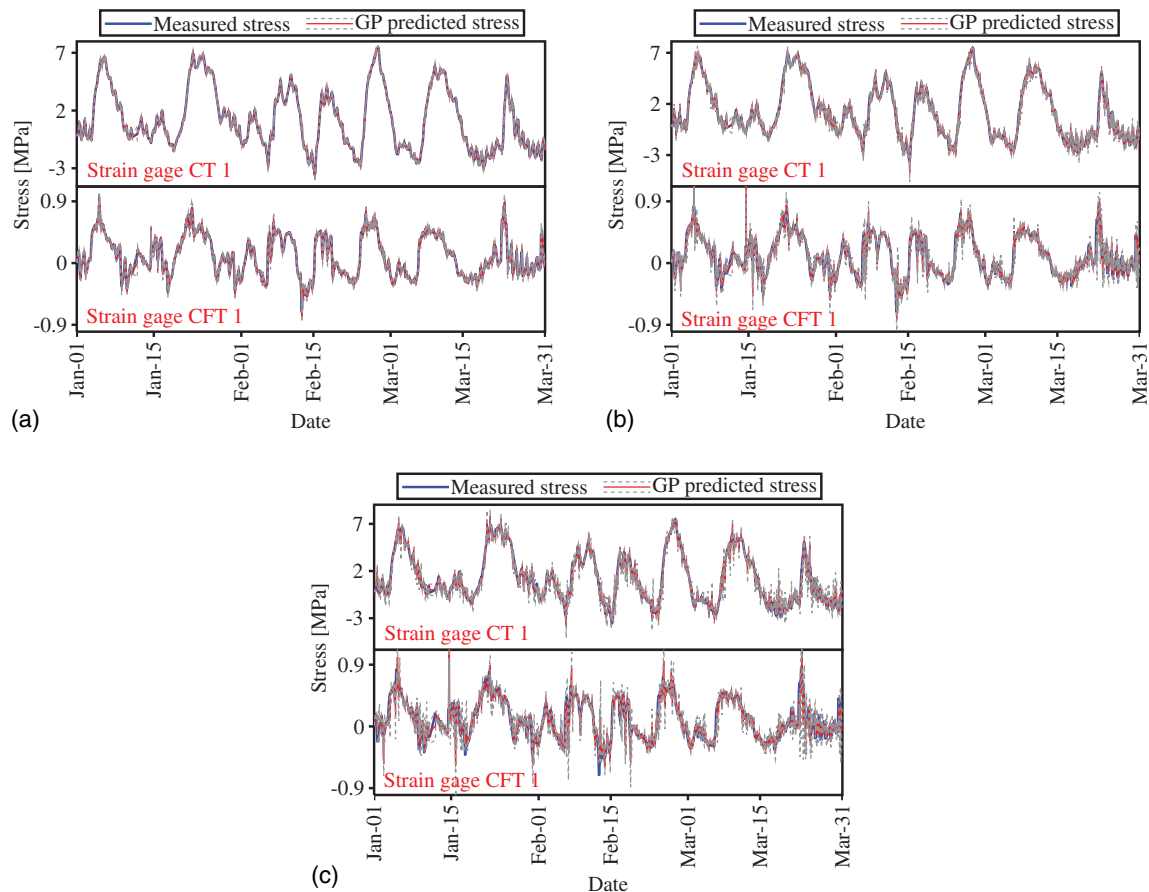 Measured stress GP predicted stress
7
2
-3
Strain gage CT 1
Stress [MPa]
0.9
0
-0.9
Strain gage CFT 1
Jan-01 Jan-15 Feb-01 Feb-15 Mar-01 Mar-15 Mar-31
Date
(a)
Measured stress GP predicted stress
7
2
-3
Strain gage CT 1
Stress [MPa]
0.9
0
-0.9
Strain gage CFT 1
Jan-01 Jan-15 Feb-01 Feb-15 Mar-01 Mar-15 Mar-31
Date
(b)
Measured stress GP predicted stress
7
2
-3
Strain gage CT 1
Stress [MPa]
0.9
0
-0.9
Strain gage CFT 1
Jan-01 Jan-15 Feb-01 Feb-15 Mar-01 Mar-15 Mar-31
Date
(c)